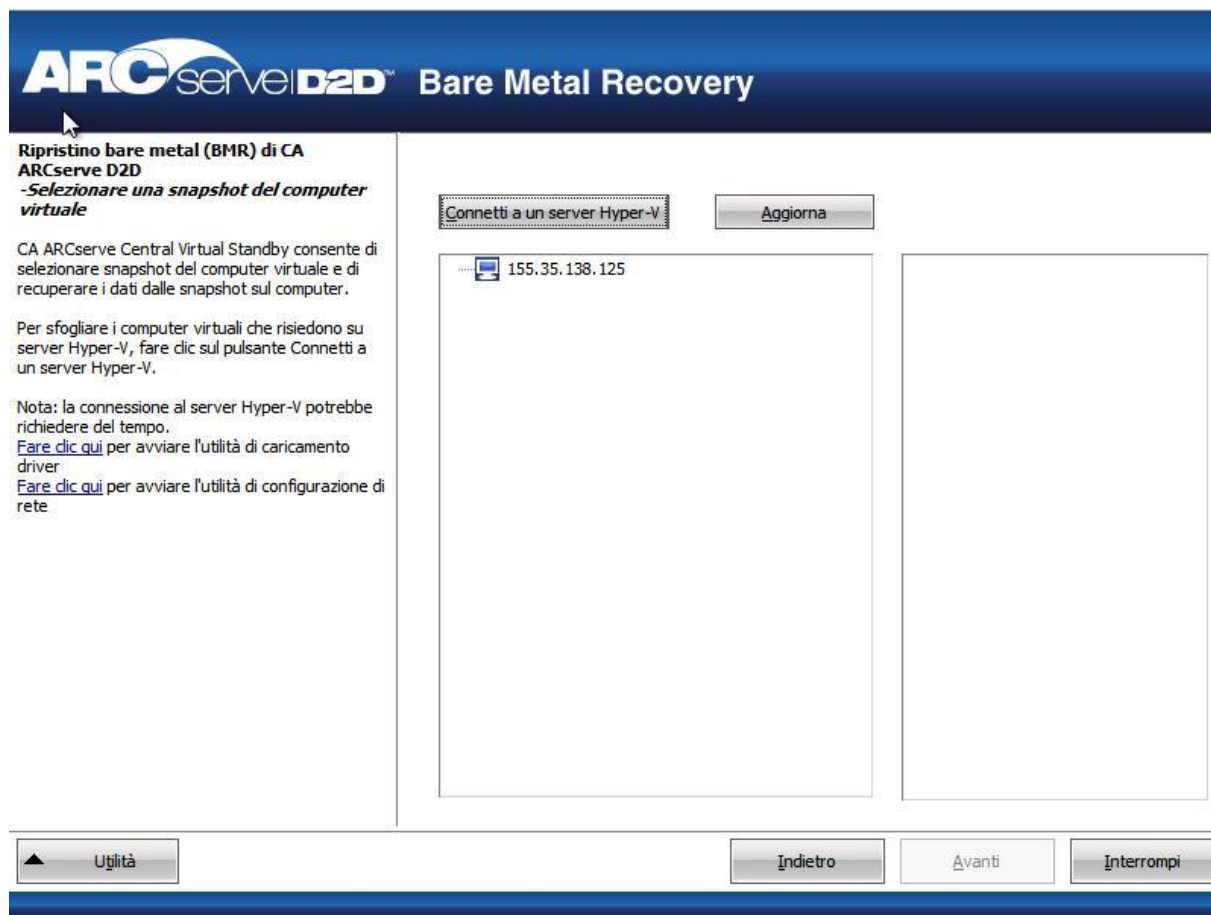 ARCserve D2D™ Bare Metal Recovery
Ripristino bare metal (BMR) di CA
ARCserve D2D
-Selezionare una snapshot del computer
virtuale
CA ARCserve Central Virtual Standby consente di
selezionare snapshot del computer virtuale e di
recuperare i dati dalle snapshot sul computer.
Per sfogliare i computer virtuali che risiedono su
server Hyper-V, fare clic sul pulsante Connetti a
un server Hyper-V.
Nota: la connessione al server Hyper-V potrebbe
richiedere del tempo.
Fare clic qui per avviare l'utilità di caricamento
driver
Fare clic qui per avviare l'utilità di configurazione di
rete
Connetti a un server Hyper-V
Aggiorna
155.35.138.125
Utilità
Indietro
Avanti
Interrompi